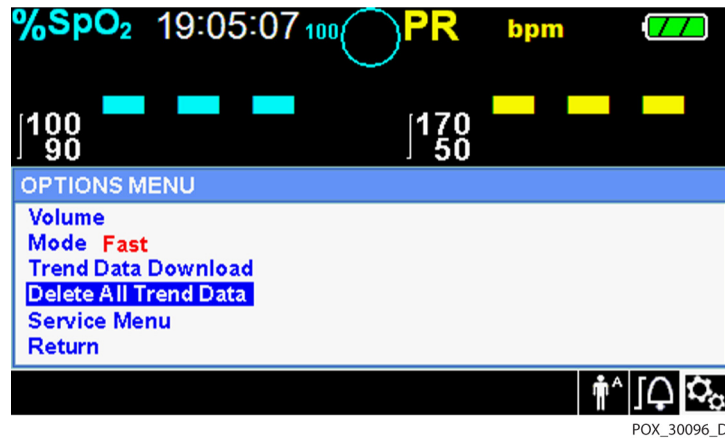 %SpO₂ 19:05:07 100 PR bpm
--- ---
100 170
90 50
OPTIONS MENU
Volume
Mode Fast
Trend Data Download
Delete All Trend Data
Service Menu
Return
A
POX_30096_D